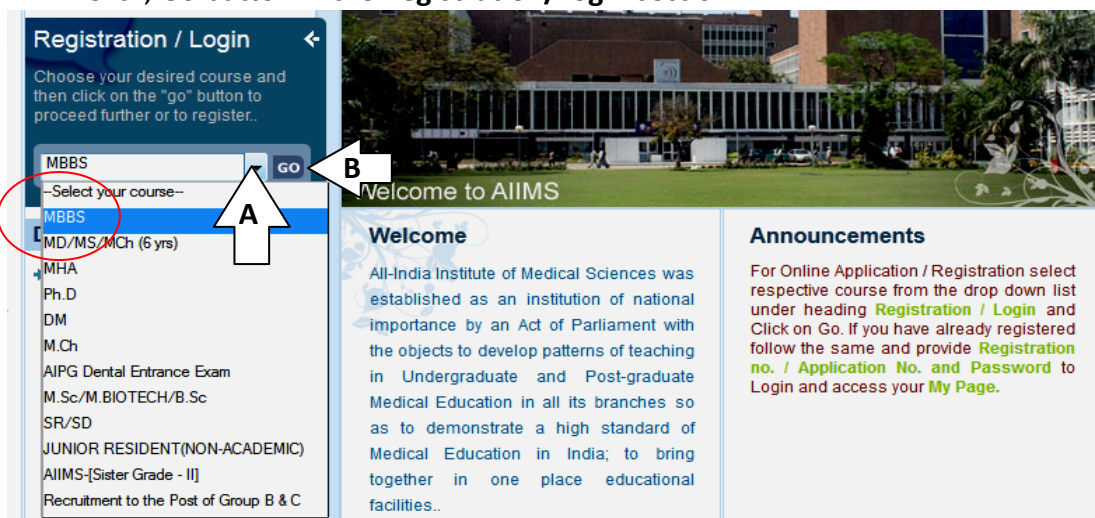 Registration / Login
Choose your desired course and
then click on the "go" button to
proceed further or to register..
MBBS
GO
B
A
--Select your course--
MBBS
MD/MS/MCh (6 yrs)
MHA
Ph.D
DM
M.Ch
AIPG Dental Entrance Exam
M.Sc/M.BIOTECH/B.Sc
SR/SD
JUNIOR RESIDENT(NON-ACADEMIC)
AIIMS-[Sister Grade - II]
Recruitment to the Post of Group B & C
Welcome to AIIMS
Welcome
All-India Institute of Medical Sciences was
established as an institution of national
importance by an Act of Parliament with
the objects to develop patterns of teaching
in Undergraduate and Post-graduate
Medical Education in all its branches so
as to demonstrate a high standard of
Medical Education in India; to bring
together in one place educational
facilities..
Announcements
For Online Application / Registration select
respective course from the drop down list
under heading Registration / Login and
Click on Go. If you have already registered
follow the same and provide Registration
no. / Application No. and Password to
Login and access your My Page.